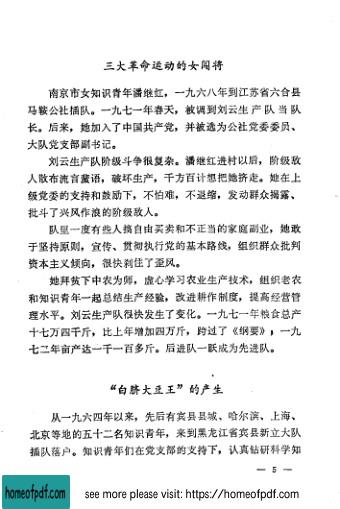 三大革命运动的女闯将
南京市女知识青年潘继红，一九六八年到江苏省六合县
马鞍公社插队。一九七一年春天，被调到刘云生产队当队
长。后来，她加入了中国共产党，并被选为公社党委委员、
大队党支部副书记。
刘云生产队阶级斗争很复杂。潘继红进村以后，阶级敌
人散布流言蜚语，破坏生产，千方百计想把她挤走。她在上
级党委的支持和鼓励下，不怕难，不退缩，发动群众揭露、
批斗了兴风作浪的阶级敌人。
队里一度有些人搞自由买卖和不正当的家庭副业，她敢
于坚持原则，宣传、贯彻执行党的基本路线，组织群众批判
资本主义倾向，很快刹住了歪风。
她拜贫下中农为师，虚心学习农业生产技术，组织老农
和知识青年一起总结生产经验，改进耕作制度，提高经营管
理水平。刘云生产队很快发生了变化。一九七一年粮食总产
十七万四千斤，比上年增加四万斤，跨过了《纲要》；一九
七二年亩产达一千一百多斤。后进队一跃成为先进队。
“白脐大豆王”的产生
从一九六四年以来，先后有宾县县城、哈尔滨、上海、
北京等地的五十二名知识青年，来到黑龙江省宾县新立大队
插队落户。知识青年们在党支部的支持下，认真钻研科学知
— 5 —
homeofpdf.com
see more please visit: https://homeofpdf.com